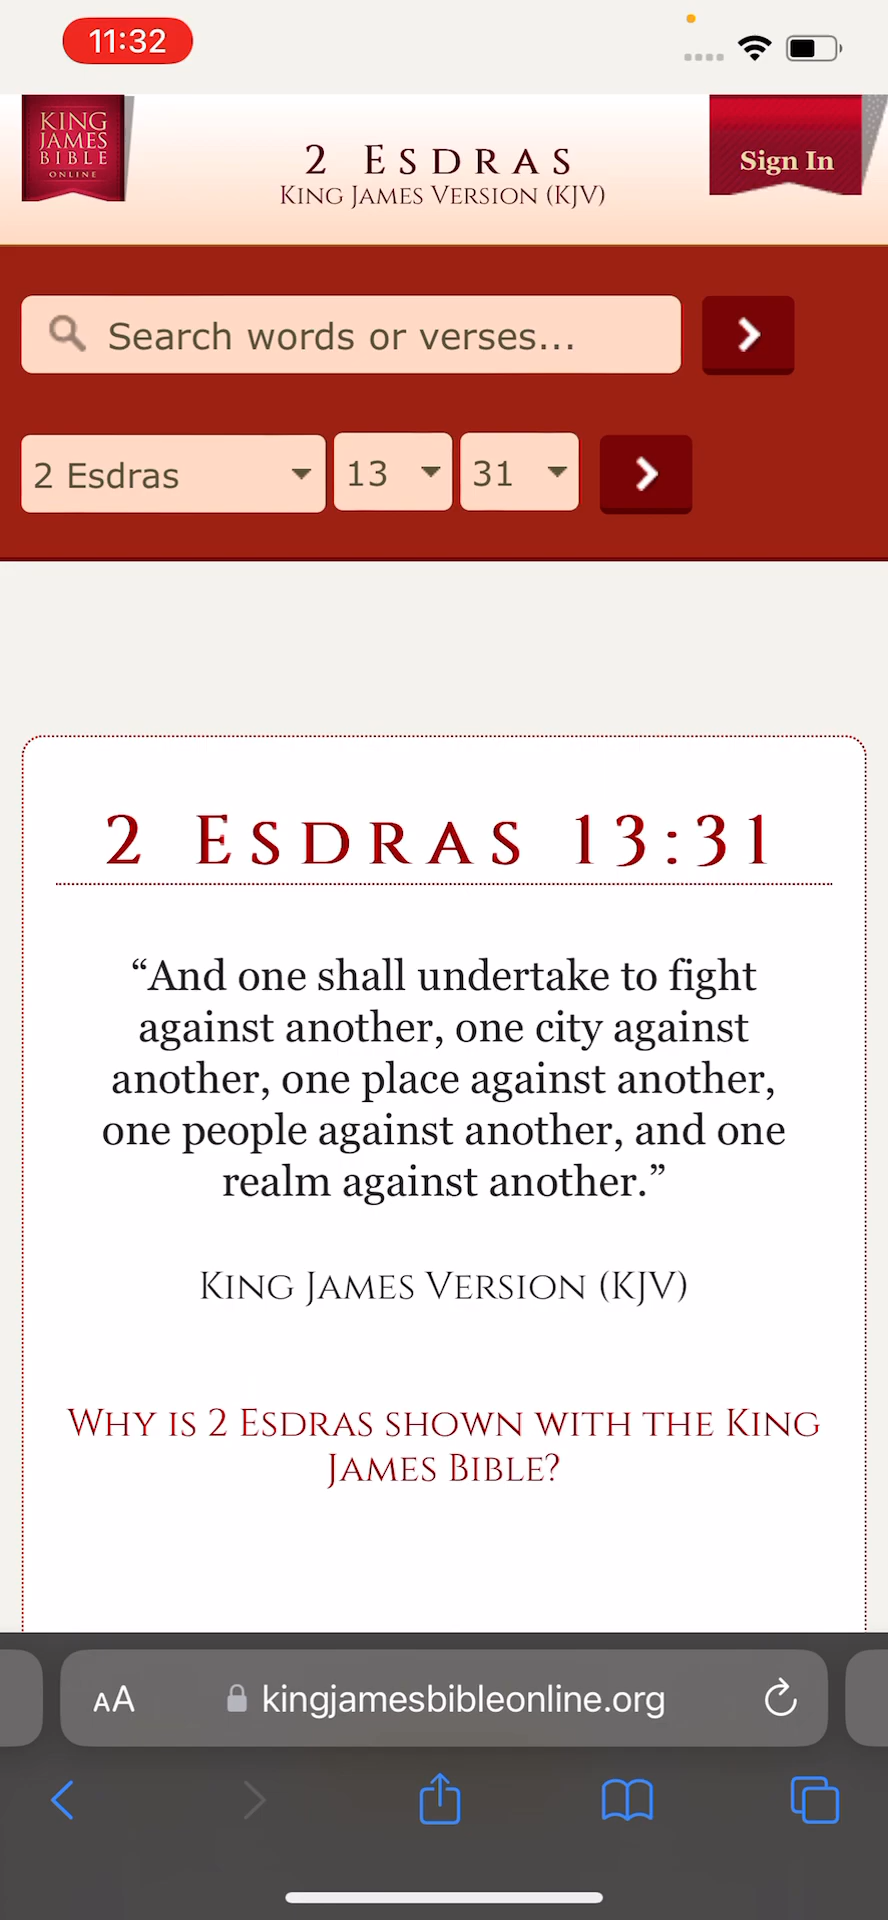 11:32
KING
JAMES
BIBLE
ONLINE
2 ESDRAS
KING JAMES VERSION (KJV)
Sign In
Search words or verses...
2 Esdras 13 31
2 ESDRAS 13:31
“And one shall undertake to fight
against another, one city against
another, one place against another,
one people against another, and one
realm against another.”
KING JAMES VERSION (KJV)
WHY IS 2 ESDRAS SHOWN WITH THE KING
JAMES BIBLE?
AA kingjamesbibleonline.org